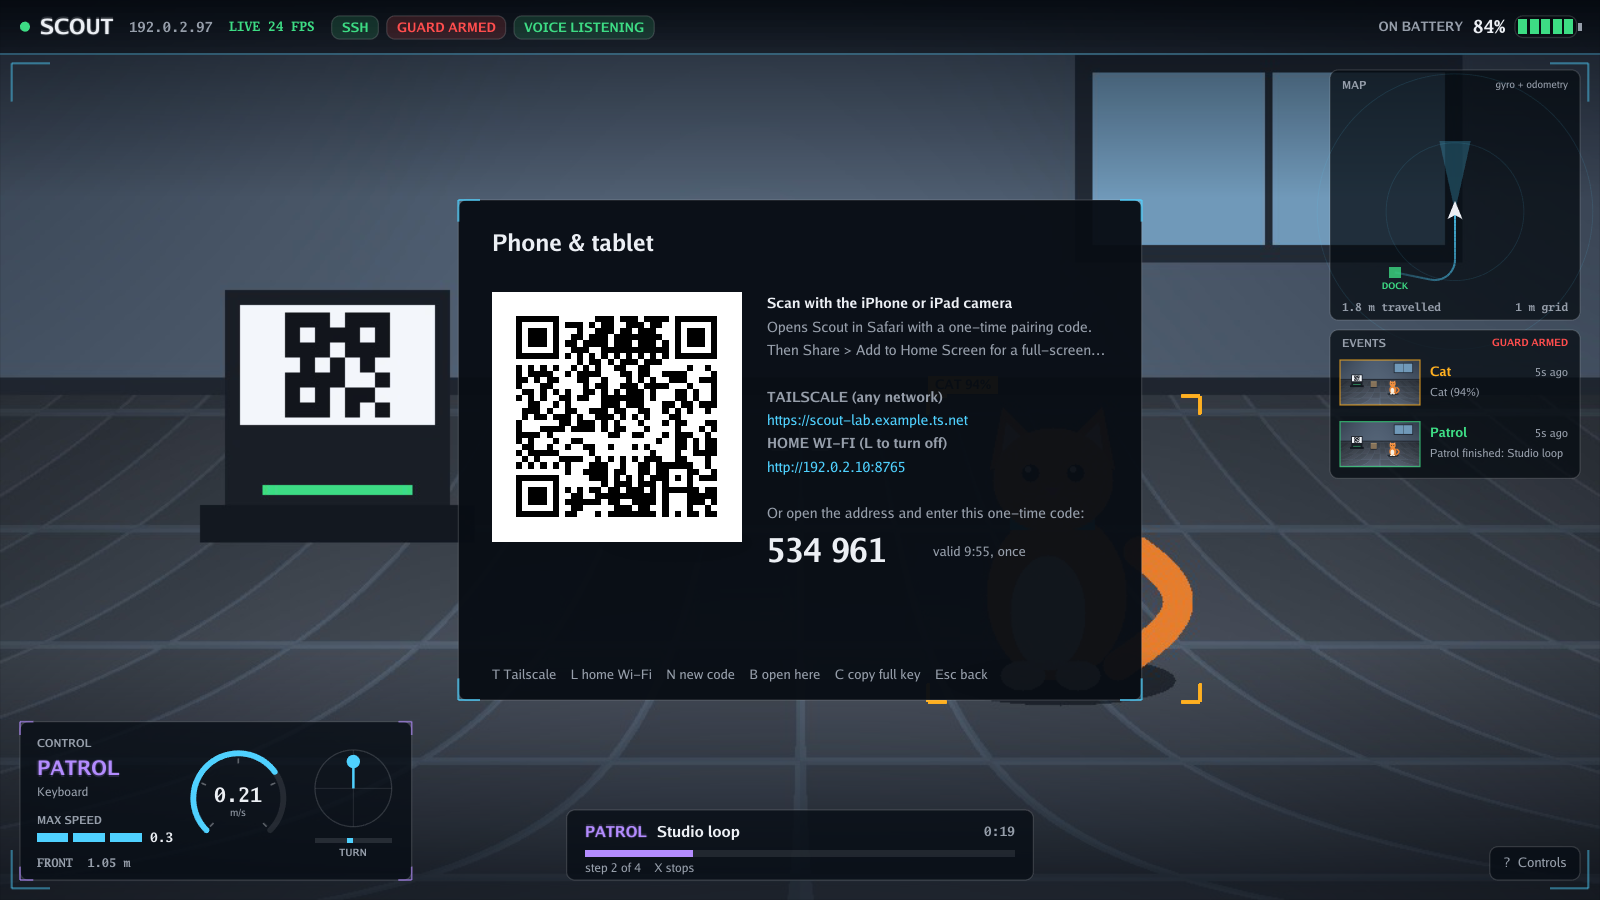 SCOUT 192.0.2.97 LIVE 24 FPS SSH GUARD ARMED VOICE LISTENING
ON BATTERY 84%
MAP gyro + odometry
DOCK
1.8 m travelled 1 m grid
EVENTS GUARD ARMED
Cat 5s ago
Cat (94%)
Patrol 5s ago
Patrol finished: Studio loop
Phone & tablet
Scan with the iPhone or iPad camera
Opens Scout in Safari with a one-time pairing code.
Then Share > Add to Home Screen for a full-screen...
CAT 94%
TAILSCALE (any network)
https://scout-lab.example.ts.net
HOME WI-FI (L to turn off)
http://192.0.2.10:8765
Or open the address and enter this one-time code:
534 961 valid 9:55, once
T Tailscale L home Wi-Fi N new code B open here C copy full key Esc back
CONTROL
PATROL
Keyboard
0.21
m/s
MAX SPEED
0.3
FRONT 1.05 m
TURN
PATROL Studio loop 0:19
step 2 of 4 X stops
? Controls